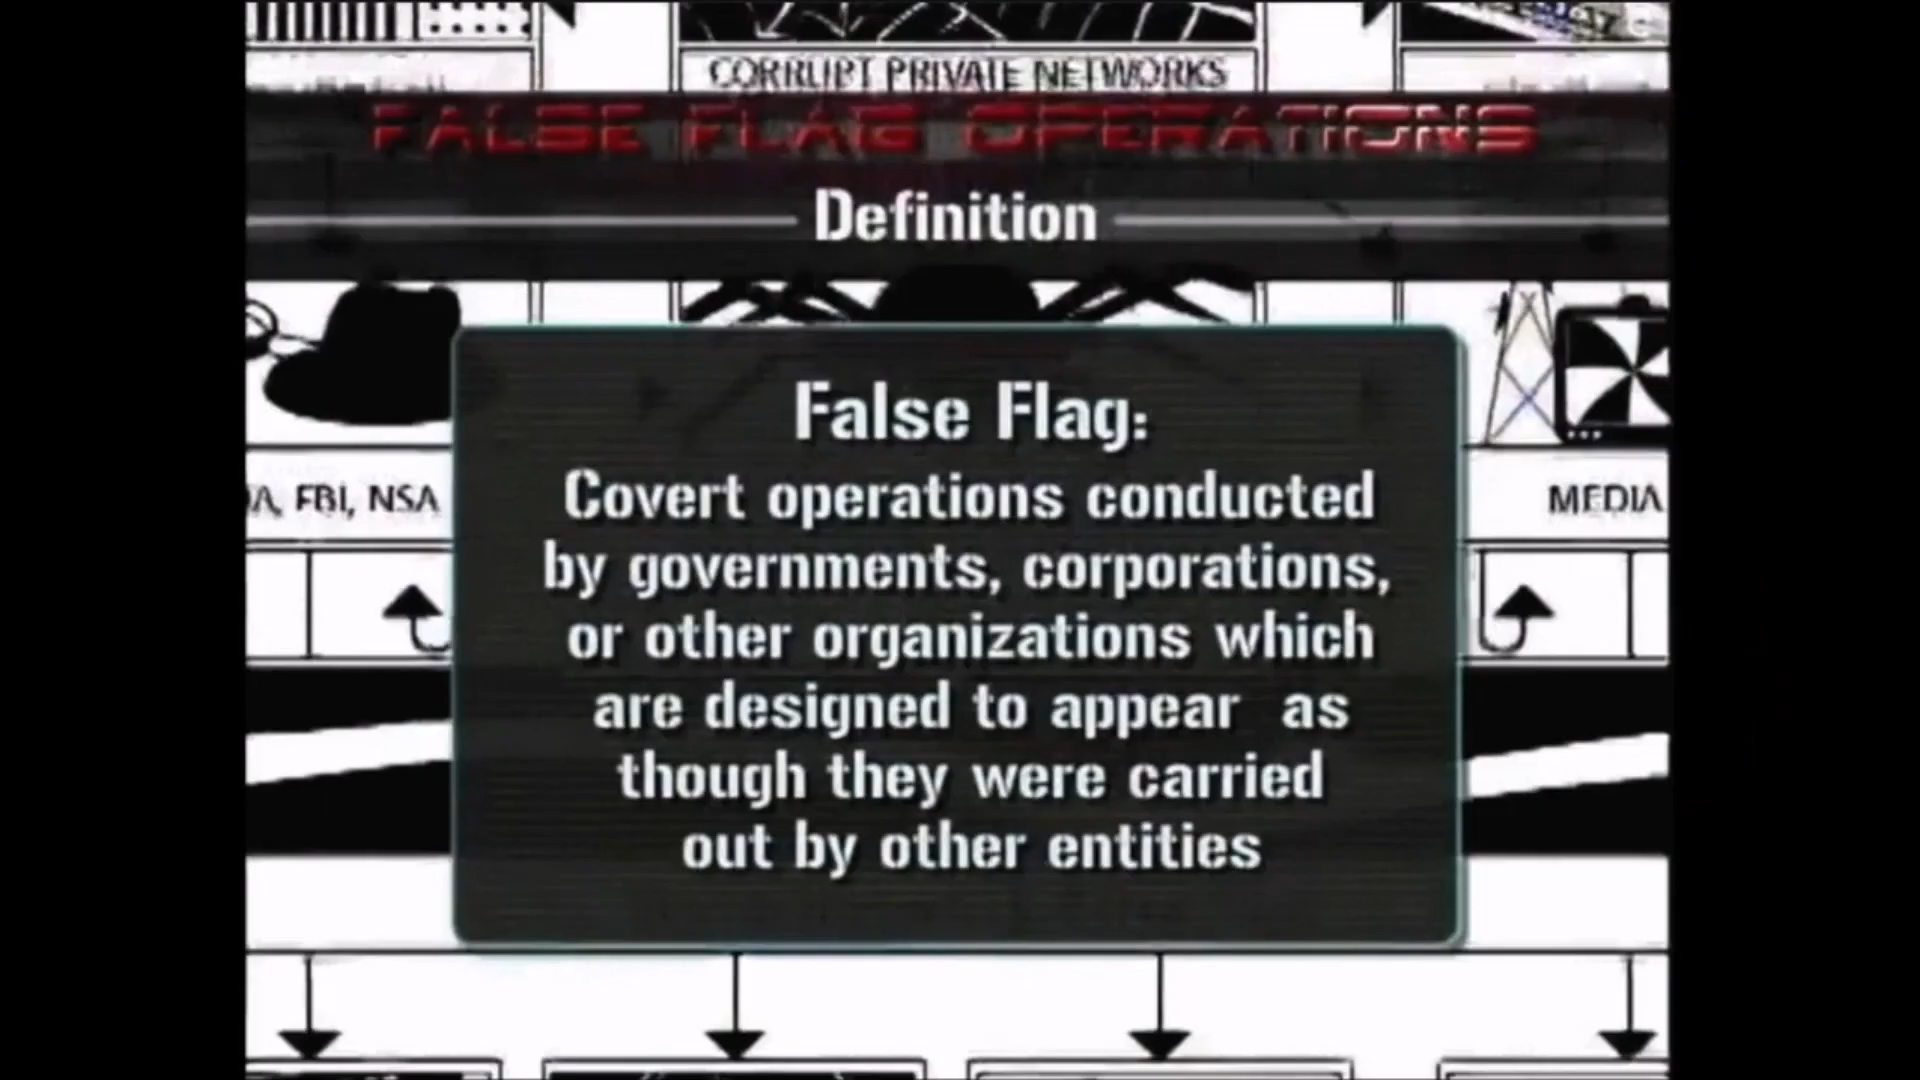 CORRUPT PRIVATE NETWORKS
FALSE FLAG OPERATIONS
Definition
False Flag:
Covert operations conducted
by governments, corporations,
or other organizations which
are designed to appear as
though they were carried
out by other entities
FBI, NSA
MEDIA